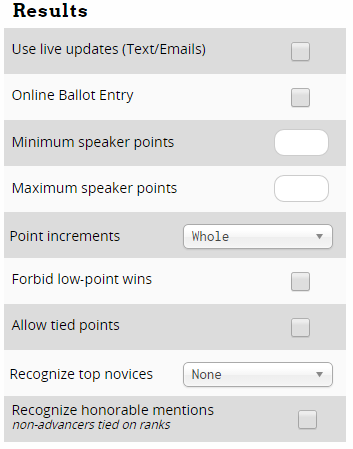 Results
Use live updates (Text/Emails)
Online Ballot Entry
Minimum speaker points
Maximum speaker points
Point increments Whole
Forbid low-point wins
Allow tied points
Recognize top novices None
Recognize honorable mentions
non-advancers tied on ranks